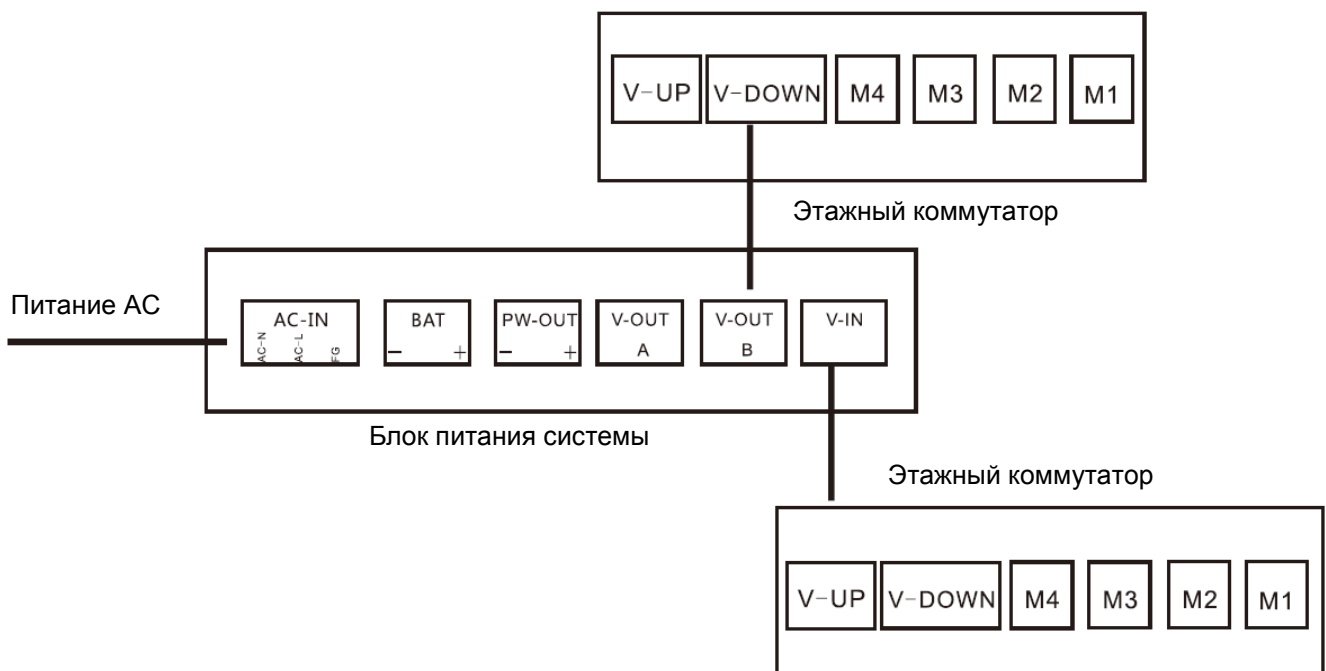 V-UP V-DOWN M4 M3 M2 M1
Этажный коммутатор
Питание AC
AC-IN BAT PW-OUT V-OUT V-OUT V-IN
AC-N AC-L FG − + − + A B
Блок питания системы
Этажный коммутатор
V-UP V-DOWN M4 M3 M2 M1